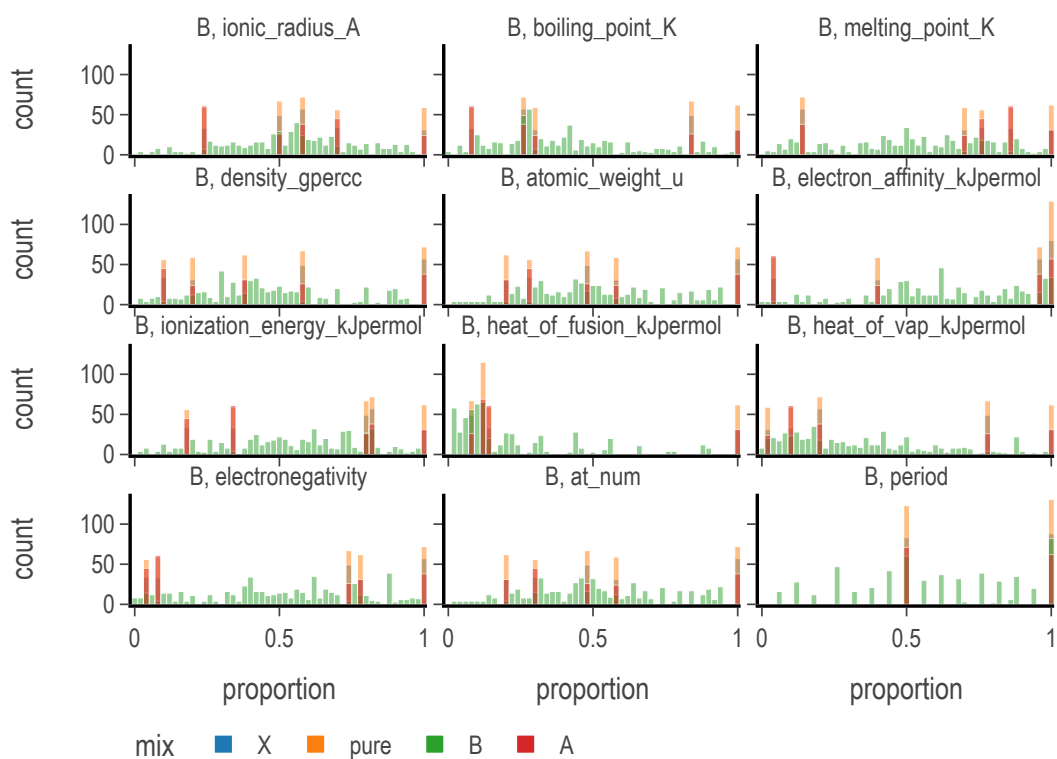 B, ionic_radius_A B, boiling_point_K B, melting_point_K
count 100 50 0
B, density_gpercc B, atomic_weight_u B, electron_affinity_kJpermol
count 100 50 0
B, ionization_energy_kJpermol B, heat_of_fusion_kJpermol B, heat_of_vap_kJpermol
count 100 50 0
B, electronegativity B, at_num B, period
count 100 50 0
0 0.5 1 0 0.5 1 0 0.5 1
proportion proportion proportion
mix X pure B A